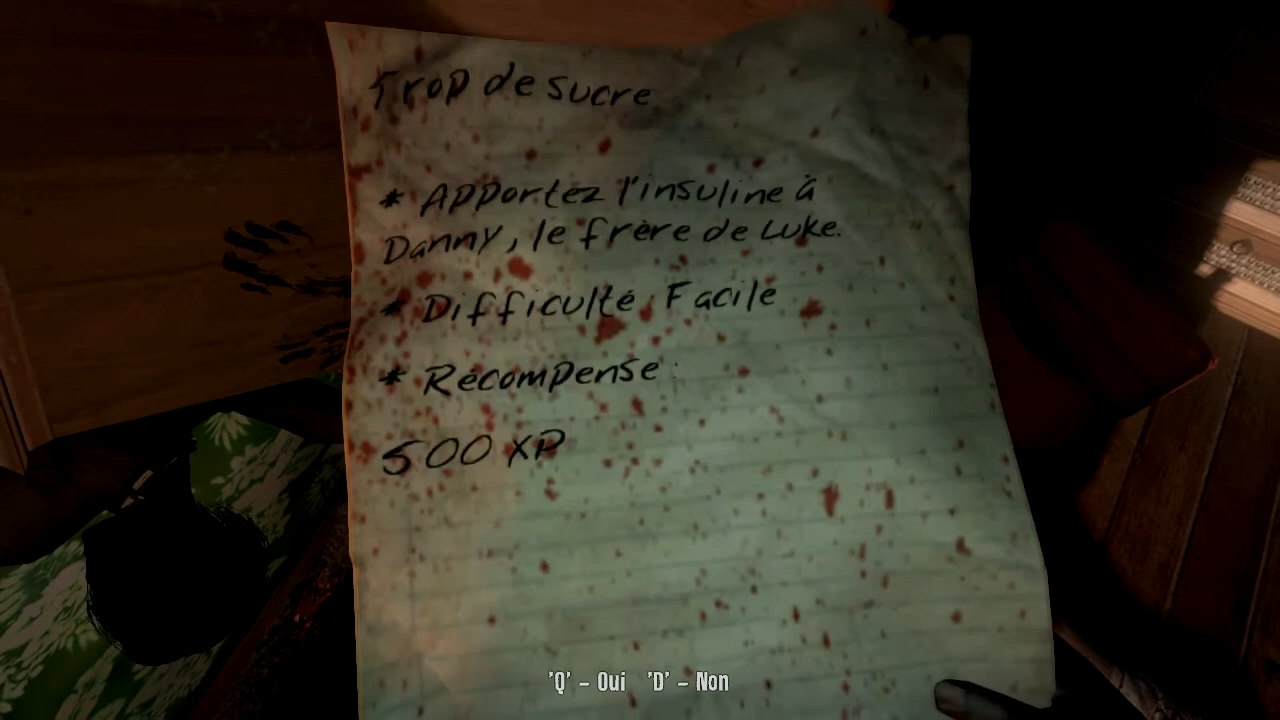 Trop de sucre
* Apportez l'insuline à
Danny, le frère de Luke.
* Difficulté : Facile
* Récompense :
500 XP
'Q' - Oui 'D' - Non